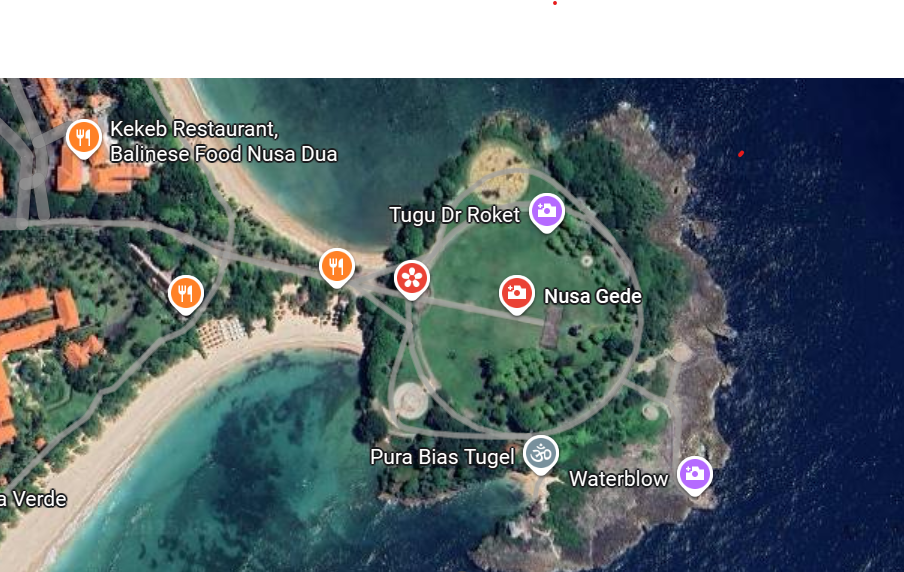 Kekeb Restaurant,
Balinese Food Nusa Dua
Tugu Dr Roket
Nusa Gede
Pura Bias Tugel
Waterblow
a Verde